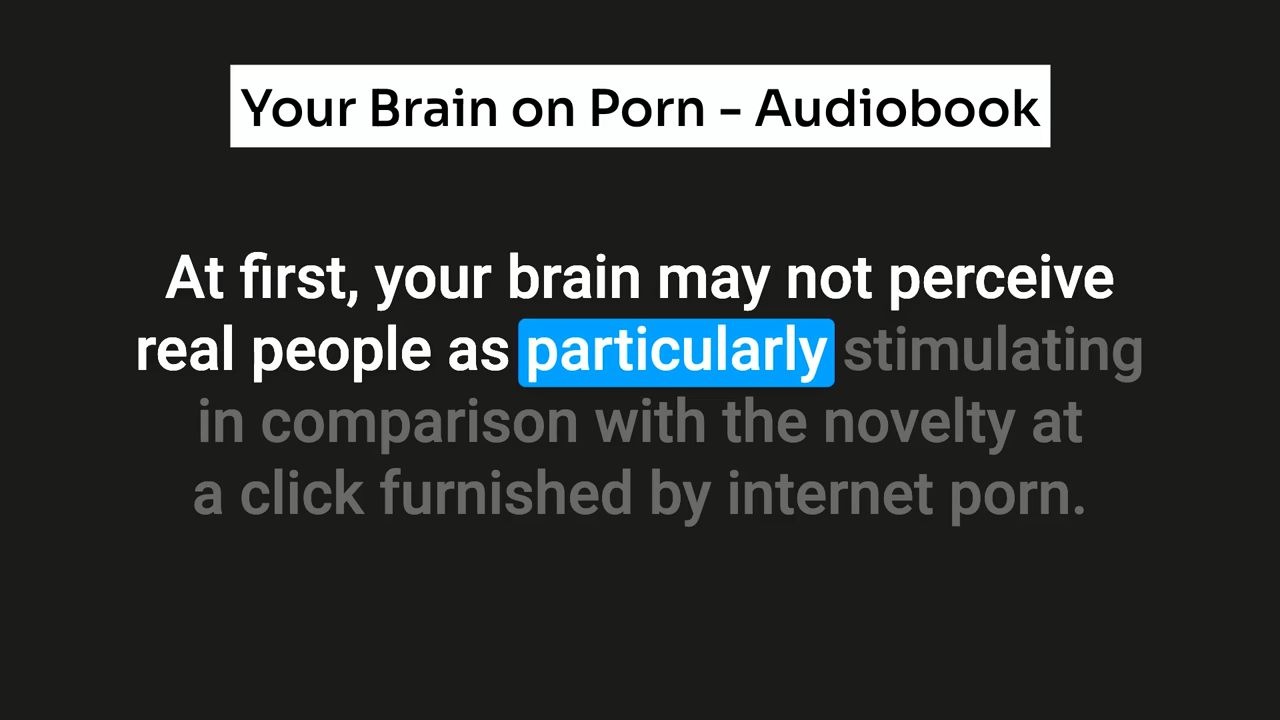 Your Brain on Porn - Audiobook
At first, your brain may not perceive
real people as particularly stimulating
in comparison with the novelty at
a click furnished by internet porn.